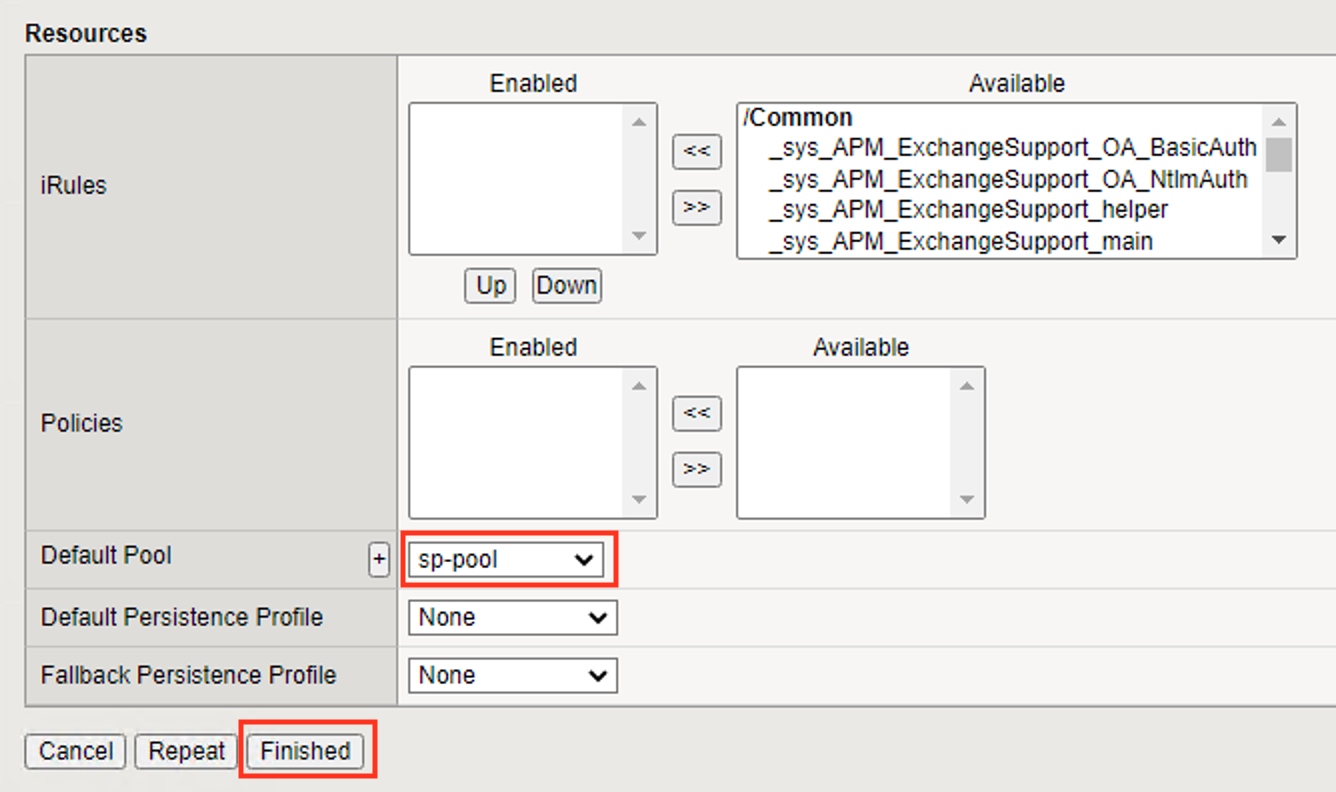 Resources
iRules
Enabled
Available
/Common
_sys_APM_ExchangeSupport_OA_BasicAuth
_sys_APM_ExchangeSupport_OA_NtlmAuth
_sys_APM_ExchangeSupport_helper
_sys_APM_ExchangeSupport_main
<<
>>
Up Down
Policies
Enabled
Available
<<
>>
Default Pool + sp-pool
Default Persistence Profile None
Fallback Persistence Profile None
Cancel Repeat Finished